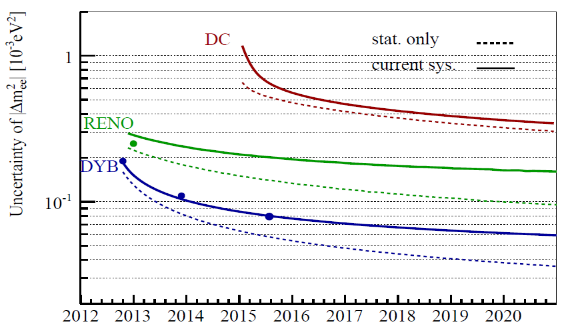 Uncertainty of |Δm²ee| [10⁻³eV²]
DC
stat. only
current sys.
1
RENO
DYB
10⁻¹
2012 2013 2014 2015 2016 2017 2018 2019 2020